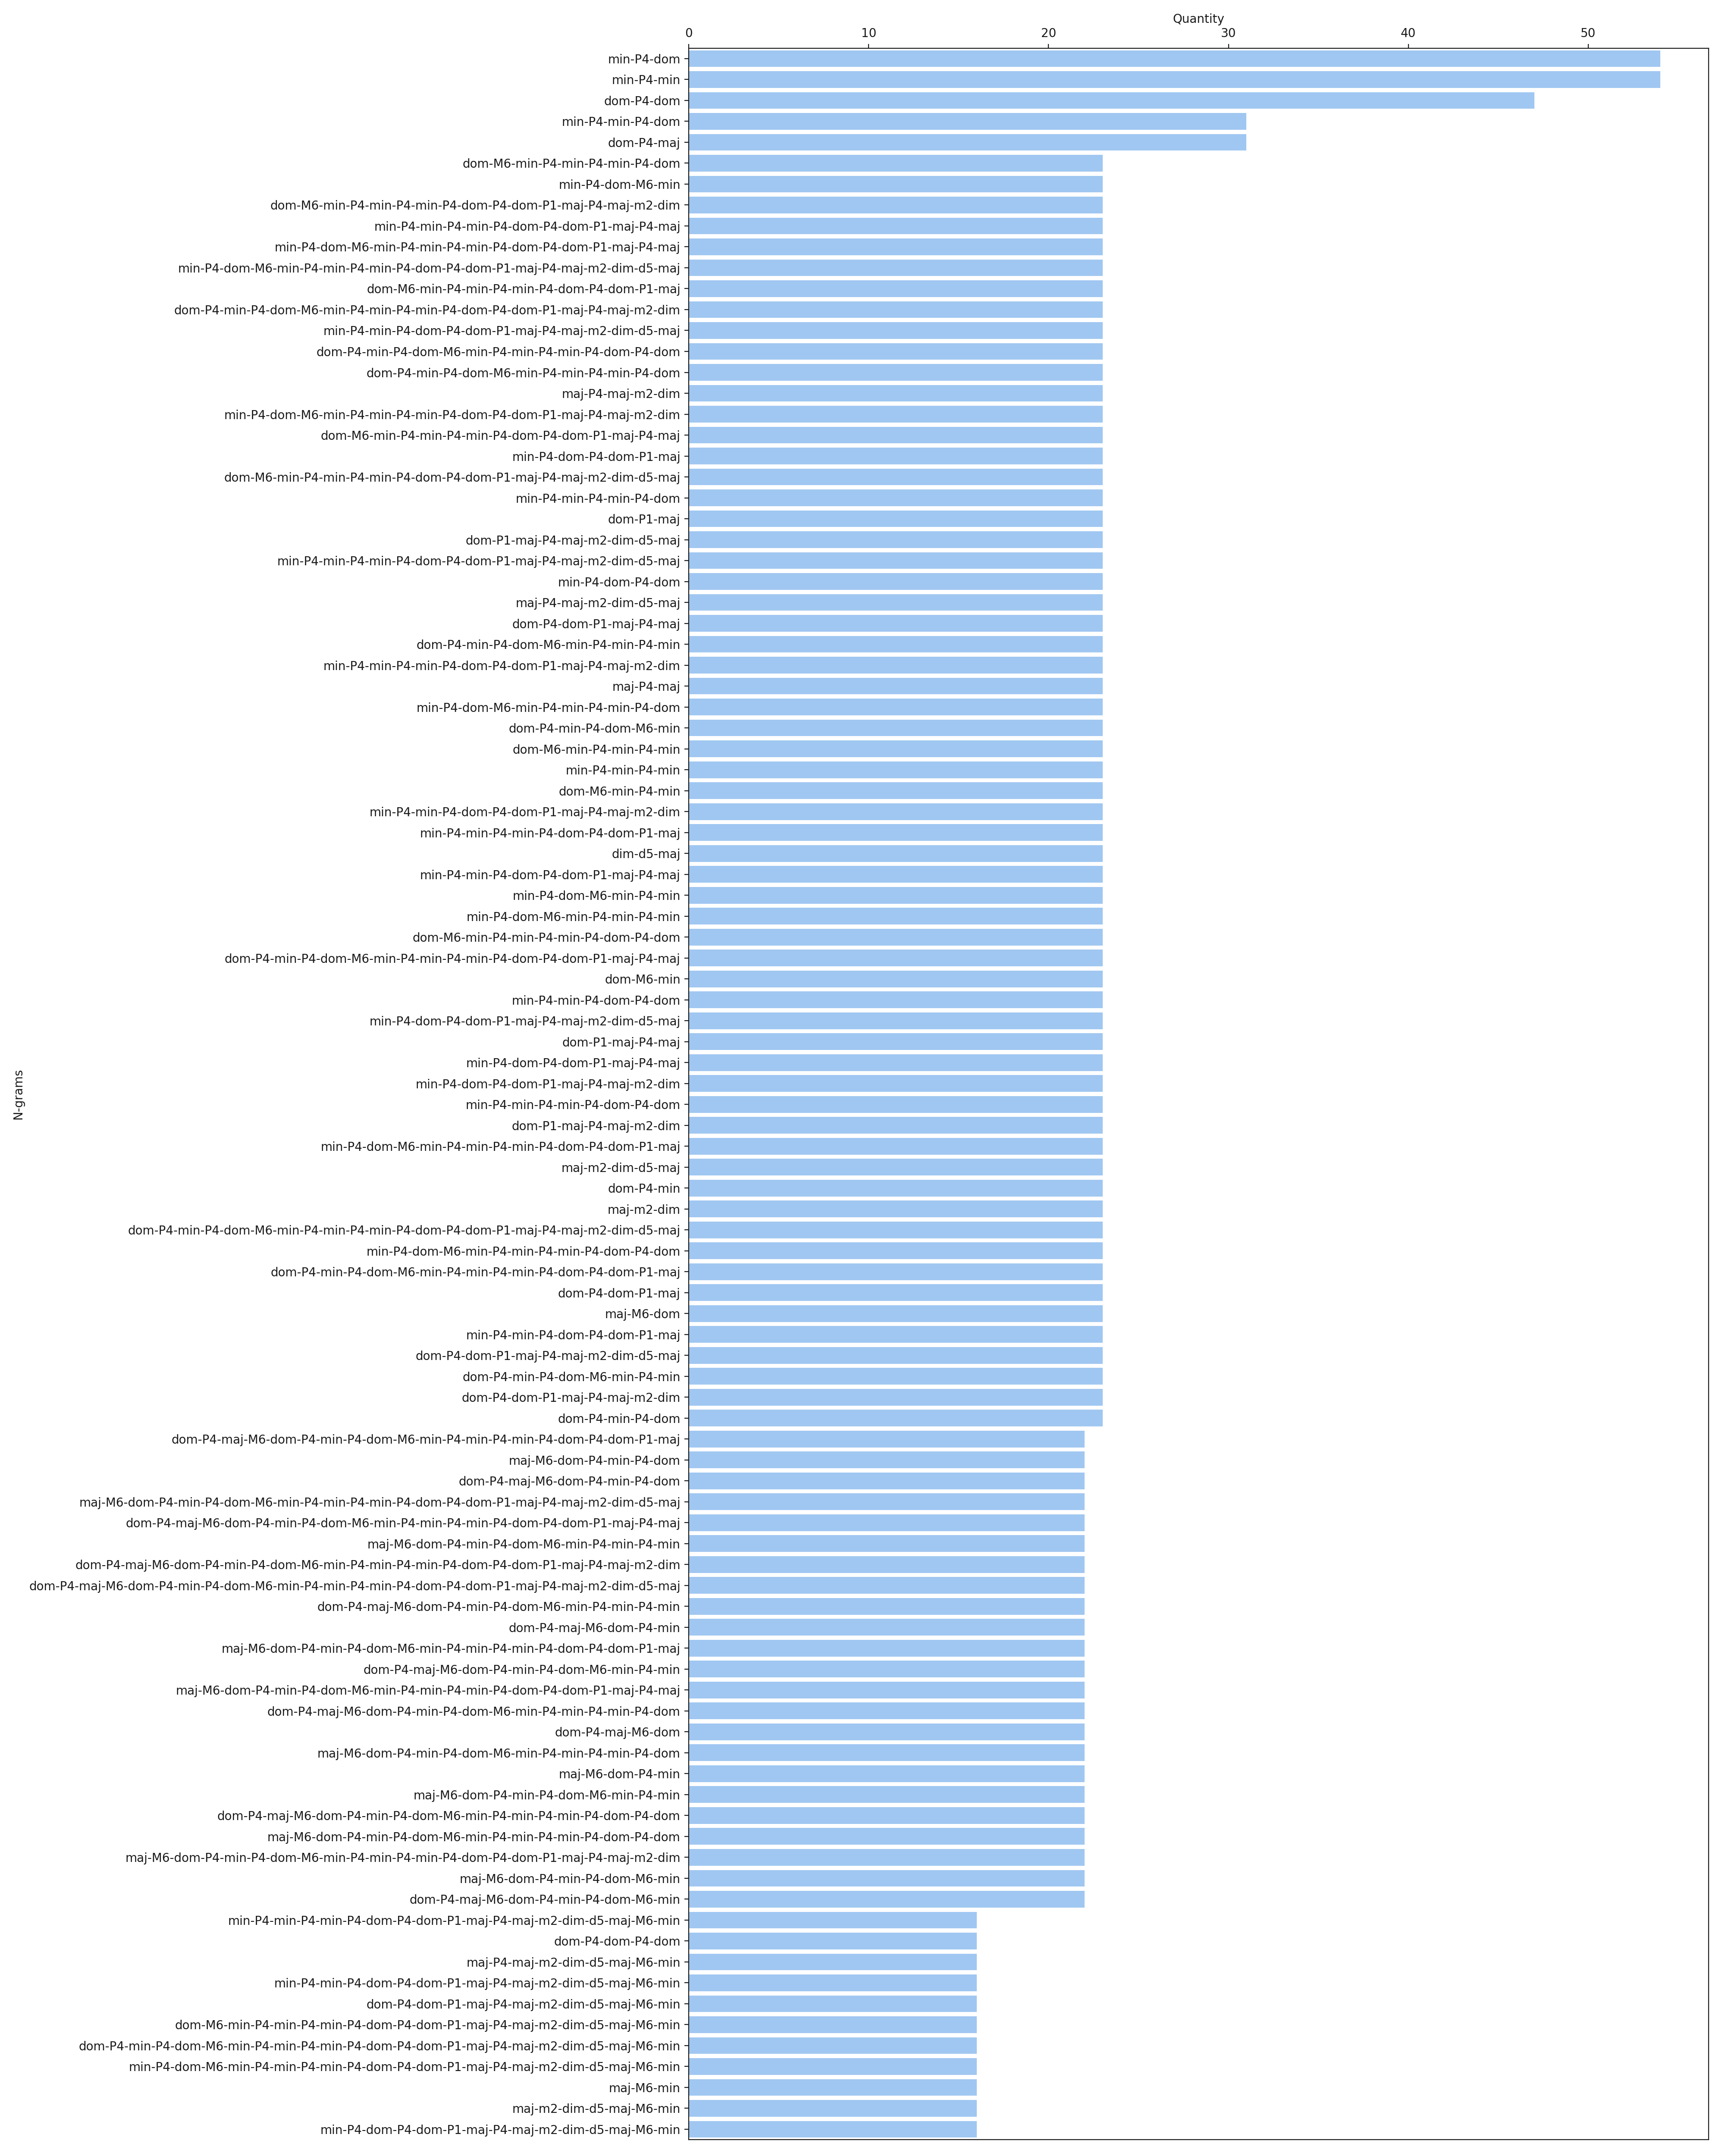 Quantity
0 10 20 30 40 50
min-P4-dom
min-P4-min
dom-P4-dom
min-P4-min-P4-dom
dom-P4-maj
dom-M6-min-P4-min-P4-min-P4-dom
min-P4-dom-M6-min
dom-M6-min-P4-min-P4-min-P4-dom-P4-dom-P1-maj-P4-maj-m2-dim
min-P4-min-P4-min-P4-dom-P4-dom-P1-maj-P4-maj
min-P4-dom-M6-min-P4-min-P4-min-P4-dom-P4-dom-P1-maj-P4-maj
min-P4-dom-M6-min-P4-min-P4-min-P4-dom-P4-dom-P1-maj-P4-maj-m2-dim-d5-maj
dom-M6-min-P4-min-P4-min-P4-dom-P4-dom-P1-maj
dom-P4-min-P4-dom-M6-min-P4-min-P4-min-P4-dom-P4-dom-P1-maj-P4-maj-m2-dim
min-P4-min-P4-dom-P4-dom-P1-maj-P4-maj-m2-dim-d5-maj
dom-P4-min-P4-dom-M6-min-P4-min-P4-min-P4-dom-P4-dom
dom-P4-min-P4-dom-M6-min-P4-min-P4-min-P4-dom
maj-P4-maj-m2-dim
min-P4-dom-M6-min-P4-min-P4-min-P4-dom-P4-dom-P1-maj-P4-maj-m2-dim
dom-M6-min-P4-min-P4-min-P4-dom-P4-dom-P1-maj-P4-maj
min-P4-dom-P4-dom-P1-maj
dom-M6-min-P4-min-P4-min-P4-dom-P4-dom-P1-maj-P4-maj-m2-dim-d5-maj
min-P4-min-P4-min-P4-dom
dom-P1-maj
dom-P1-maj-P4-maj-m2-dim-d5-maj
min-P4-min-P4-min-P4-dom-P4-dom-P1-maj-P4-maj-m2-dim-d5-maj
min-P4-dom-P4-dom
maj-P4-maj-m2-dim-d5-maj
dom-P4-dom-P1-maj-P4-maj
dom-P4-min-P4-dom-M6-min-P4-min-P4-min
min-P4-min-P4-min-P4-dom-P4-dom-P1-maj-P4-maj-m2-dim
maj-P4-maj
min-P4-dom-M6-min-P4-min-P4-min-P4-dom
dom-P4-min-P4-dom-M6-min
dom-M6-min-P4-min-P4-min
min-P4-min-P4-min
dom-M6-min-P4-min
min-P4-min-P4-dom-P4-dom-P1-maj-P4-maj-m2-dim
min-P4-min-P4-min-P4-dom-P4-dom-P1-maj
dim-d5-maj
min-P4-min-P4-dom-P4-dom-P1-maj-P4-maj
min-P4-dom-M6-min-P4-min
min-P4-dom-M6-min-P4-min-P4-min
dom-M6-min-P4-min-P4-min-P4-dom-P4-dom
dom-P4-min-P4-dom-M6-min-P4-min-P4-min-P4-dom-P4-dom-P1-maj-P4-maj
dom-M6-min
min-P4-min-P4-dom-P4-dom
min-P4-dom-P4-dom-P1-maj-P4-maj-m2-dim-d5-maj
dom-P1-maj-P4-maj
min-P4-dom-P4-dom-P1-maj-P4-maj
min-P4-dom-P4-dom-P1-maj-P4-maj-m2-dim
min-P4-min-P4-min-P4-dom-P4-dom
dom-P1-maj-P4-maj-m2-dim
min-P4-dom-M6-min-P4-min-P4-min-P4-dom-P4-dom-P1-maj
maj-m2-dim-d5-maj
dom-P4-min
maj-m2-dim
dom-P4-min-P4-dom-M6-min-P4-min-P4-min-P4-dom-P4-dom-P1-maj-P4-maj-m2-dim-d5-maj
min-P4-dom-M6-min-P4-min-P4-min-P4-dom-P4-dom
dom-P4-min-P4-dom-M6-min-P4-min-P4-min-P4-dom-P4-dom-P1-maj
dom-P4-dom-P1-maj
maj-M6-dom
min-P4-min-P4-dom-P4-dom-P1-maj
dom-P4-dom-P1-maj-P4-maj-m2-dim-d5-maj
dom-P4-min-P4-dom-M6-min-P4-min
dom-P4-dom-P1-maj-P4-maj-m2-dim
dom-P4-min-P4-dom
dom-P4-maj-M6-dom-P4-min-P4-dom-M6-min-P4-min-P4-min-P4-dom-P4-dom-P1-maj
maj-M6-dom-P4-min-P4-dom
dom-P4-maj-M6-dom-P4-min-P4-dom
maj-M6-dom-P4-min-P4-dom-M6-min-P4-min-P4-min-P4-dom-P4-dom-P1-maj-P4-maj-m2-dim-d5-maj
dom-P4-maj-M6-dom-P4-min-P4-dom-M6-min-P4-min-P4-min-P4-dom-P4-dom-P1-maj-P4-maj
maj-M6-dom-P4-min-P4-dom-M6-min-P4-min-P4-min
dom-P4-maj-M6-dom-P4-min-P4-dom-M6-min-P4-min-P4-min-P4-dom-P4-dom-P1-maj-P4-maj-m2-dim
dom-P4-maj-M6-dom-P4-min-P4-dom-M6-min-P4-min-P4-min-P4-dom-P4-dom-P1-maj-P4-maj-m2-dim-d5-maj
dom-P4-maj-M6-dom-P4-min-P4-dom-M6-min-P4-min-P4-min
dom-P4-maj-M6-dom-P4-min
maj-M6-dom-P4-min-P4-dom-M6-min-P4-min-P4-min-P4-dom-P4-dom-P1-maj
dom-P4-maj-M6-dom-P4-min-P4-dom-M6-min-P4-min
maj-M6-dom-P4-min-P4-dom-M6-min-P4-min-P4-min-P4-dom-P4-dom-P1-maj-P4-maj
dom-P4-maj-M6-dom-P4-min-P4-dom-M6-min-P4-min-P4-min-P4-dom
dom-P4-maj-M6-dom
maj-M6-dom-P4-min-P4-dom-M6-min-P4-min-P4-min-P4-dom
maj-M6-dom-P4-min
maj-M6-dom-P4-min-P4-dom-M6-min-P4-min
dom-P4-maj-M6-dom-P4-min-P4-dom-M6-min-P4-min-P4-min-P4-dom-P4-dom
maj-M6-dom-P4-min-P4-dom-M6-min-P4-min-P4-min-P4-dom-P4-dom
maj-M6-dom-P4-min-P4-dom-M6-min-P4-min-P4-min-P4-dom-P4-dom-P1-maj-P4-maj-m2-dim
maj-M6-dom-P4-min-P4-dom-M6-min
dom-P4-maj-M6-dom-P4-min-P4-dom-M6-min
min-P4-min-P4-min-P4-dom-P4-dom-P1-maj-P4-maj-m2-dim-d5-maj-M6-min
dom-P4-dom-P4-dom
maj-P4-maj-m2-dim-d5-maj-M6-min
min-P4-min-P4-dom-P4-dom-P1-maj-P4-maj-m2-dim-d5-maj-M6-min
dom-P4-dom-P1-maj-P4-maj-m2-dim-d5-maj-M6-min
dom-M6-min-P4-min-P4-min-P4-dom-P4-dom-P1-maj-P4-maj-m2-dim-d5-maj-M6-min
dom-P4-min-P4-dom-M6-min-P4-min-P4-min-P4-dom-P4-dom-P1-maj-P4-maj-m2-dim-d5-maj-M6-min
min-P4-dom-M6-min-P4-min-P4-min-P4-dom-P4-dom-P1-maj-P4-maj-m2-dim-d5-maj-M6-min
maj-M6-min
maj-m2-dim-d5-maj-M6-min
min-P4-dom-P4-dom-P1-maj-P4-maj-m2-dim-d5-maj-M6-min
N-grams